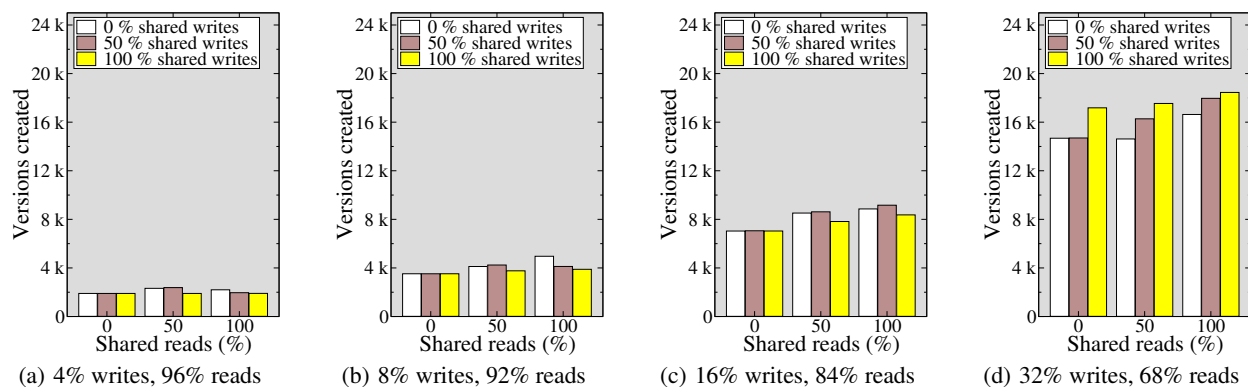 24 k
20 k
16 k
12 k
8 k
4 k
0
Versions created
0 % shared writes
50 % shared writes
100 % shared writes
0 50 100
Shared reads (%)
(a) 4% writes, 96% reads
24 k
20 k
16 k
12 k
8 k
4 k
0
Versions created
0 % shared writes
50 % shared writes
100 % shared writes
0 50 100
Shared reads (%)
(b) 8% writes, 92% reads
24 k
20 k
16 k
12 k
8 k
4 k
0
Versions created
0 % shared writes
50 % shared writes
100 % shared writes
0 50 100
Shared reads (%)
(c) 16% writes, 84% reads
24 k
20 k
16 k
12 k
8 k
4 k
0
Versions created
0 % shared writes
50 % shared writes
100 % shared writes
0 50 100
Shared reads (%)
(d) 32% writes, 68% reads